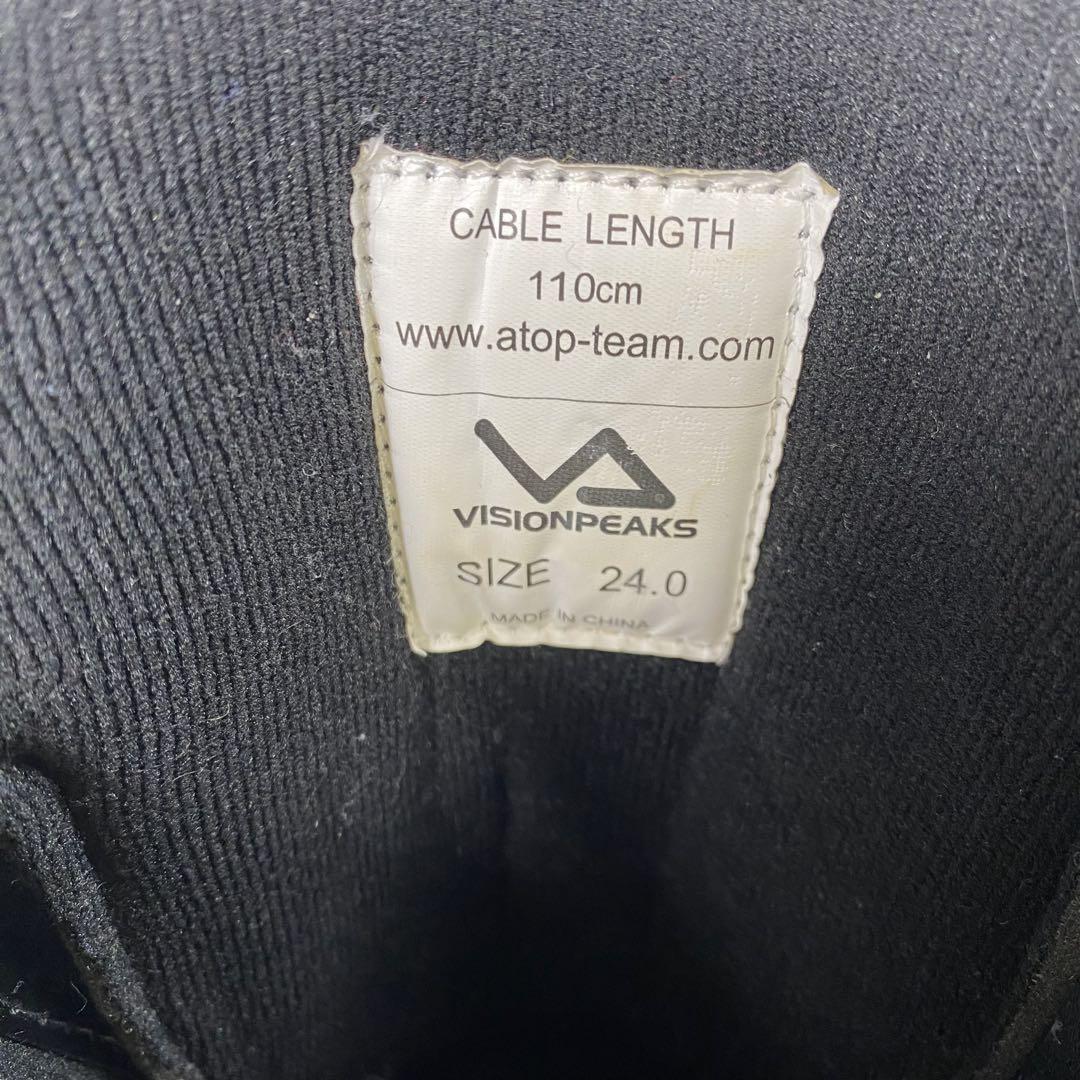 CABLE LENGTH
110cm
www.atop-team.com
VISIONPEAKS
SIZE 24.0
MADE IN CHINA